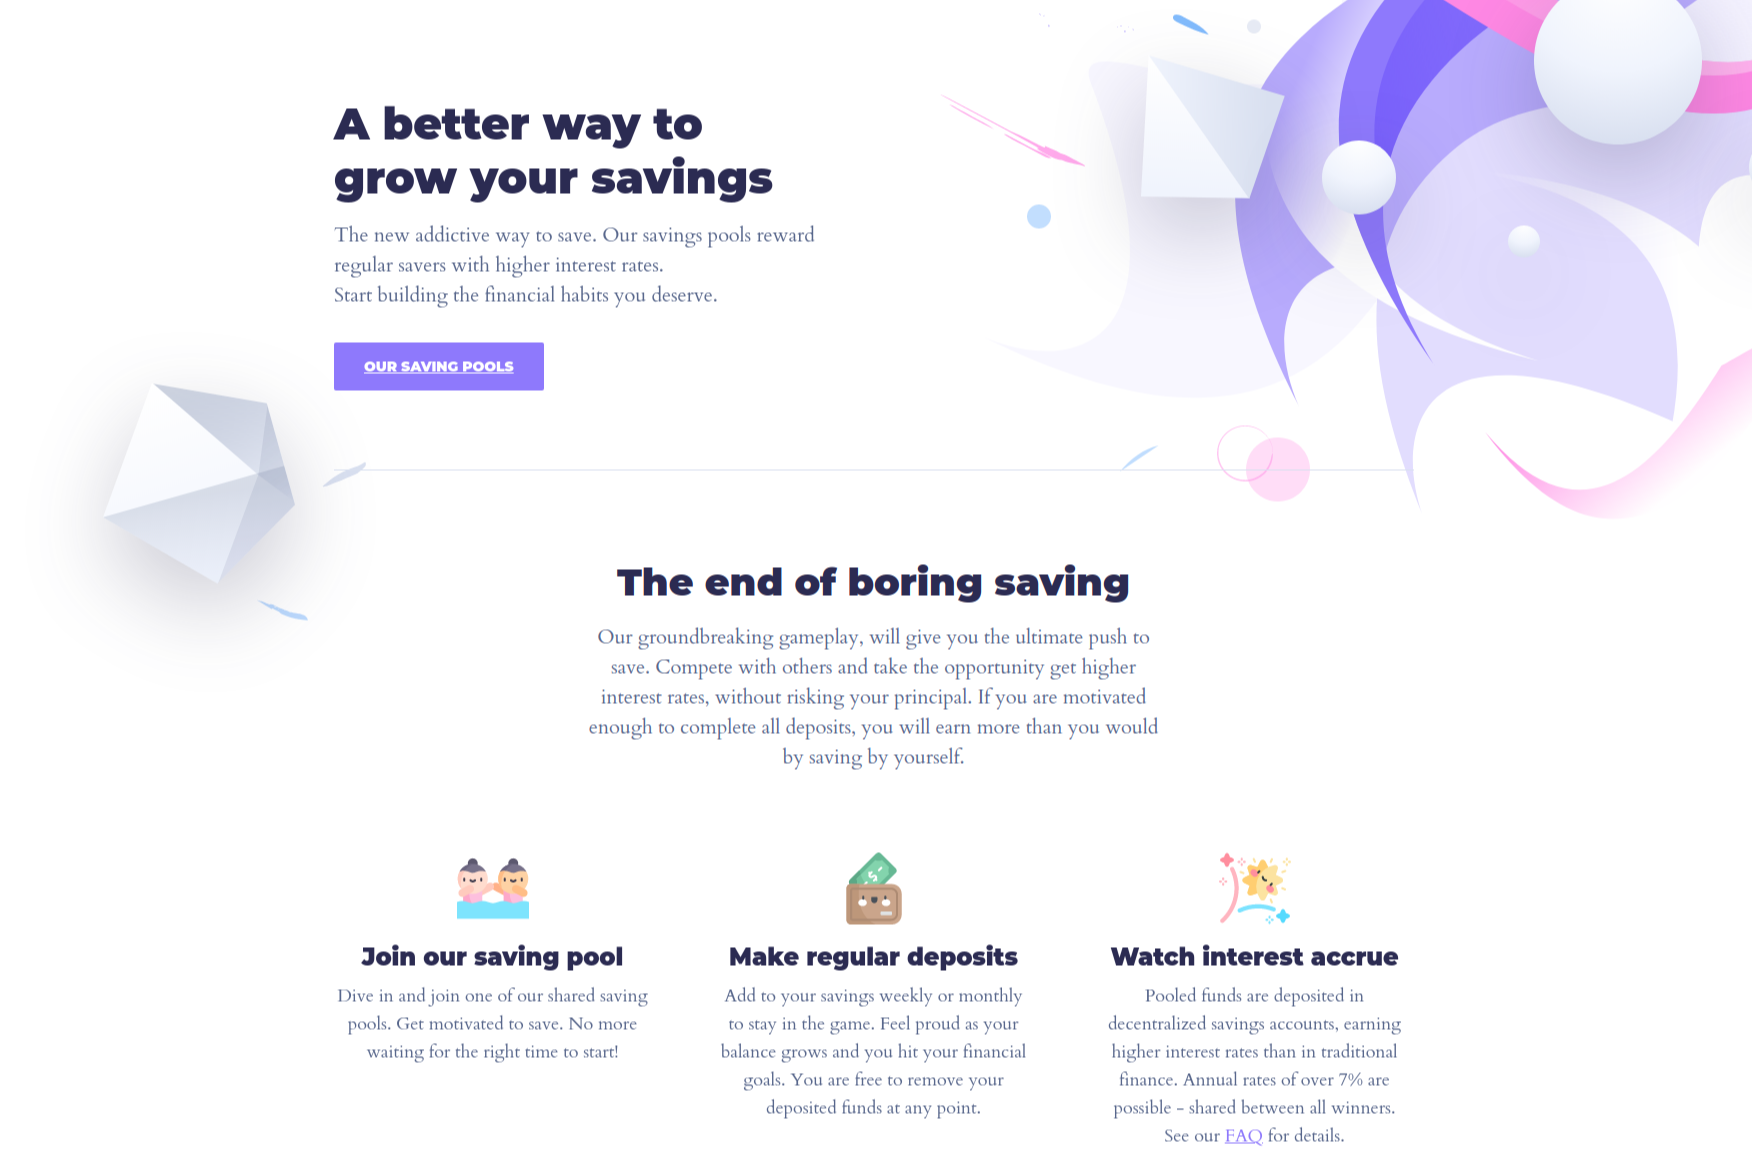 A better way to
grow your savings
The new addictive way to save. Our savings pools reward
regular savers with higher interest rates.
Start building the financial habits you deserve.
OUR SAVING POOLS
The end of boring saving
Our groundbreaking gameplay, will give you the ultimate push to
save. Compete with others and take the opportunity get higher
interest rates, without risking your principal. If you are motivated
enough to complete all deposits, you will earn more than you would
by saving by yourself.
Join our saving pool
Dive in and join one of our shared saving
pools. Get motivated to save. No more
waiting for the right time to start!
Make regular deposits
Add to your savings weekly or monthly
to stay in the game. Feel proud as your
balance grows and you hit your financial
goals. You are free to remove your
deposited funds at any point.
Watch interest accrue
Pooled funds are deposited in
decentralized savings accounts, earning
higher interest rates than in traditional
finance. Annual rates of over 7% are
possible - shared between all winners.
See our FAQ for details.